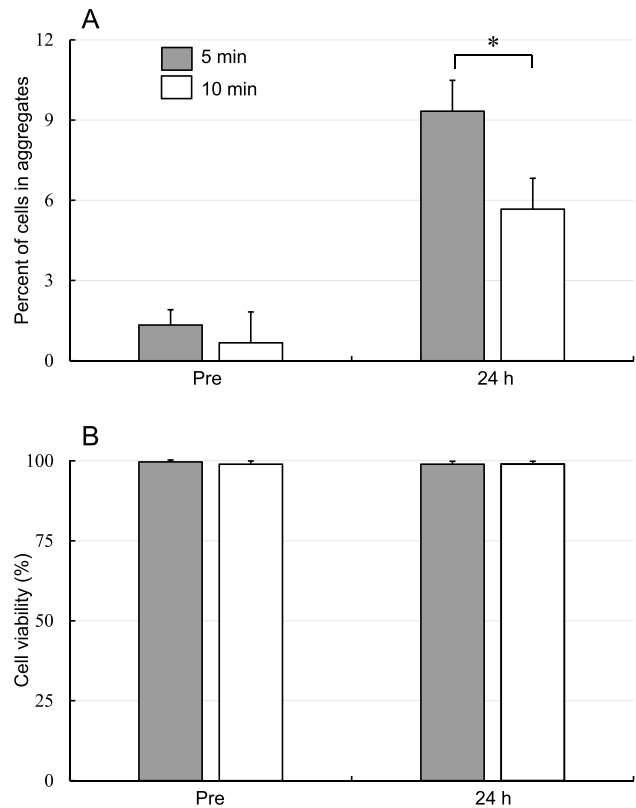 A
12
9
6
3
0
Percent of cells in aggregates
5 min
10 min
*
Pre
24 h
B
100
75
50
25
0
Cell viability (%)
Pre
24 h